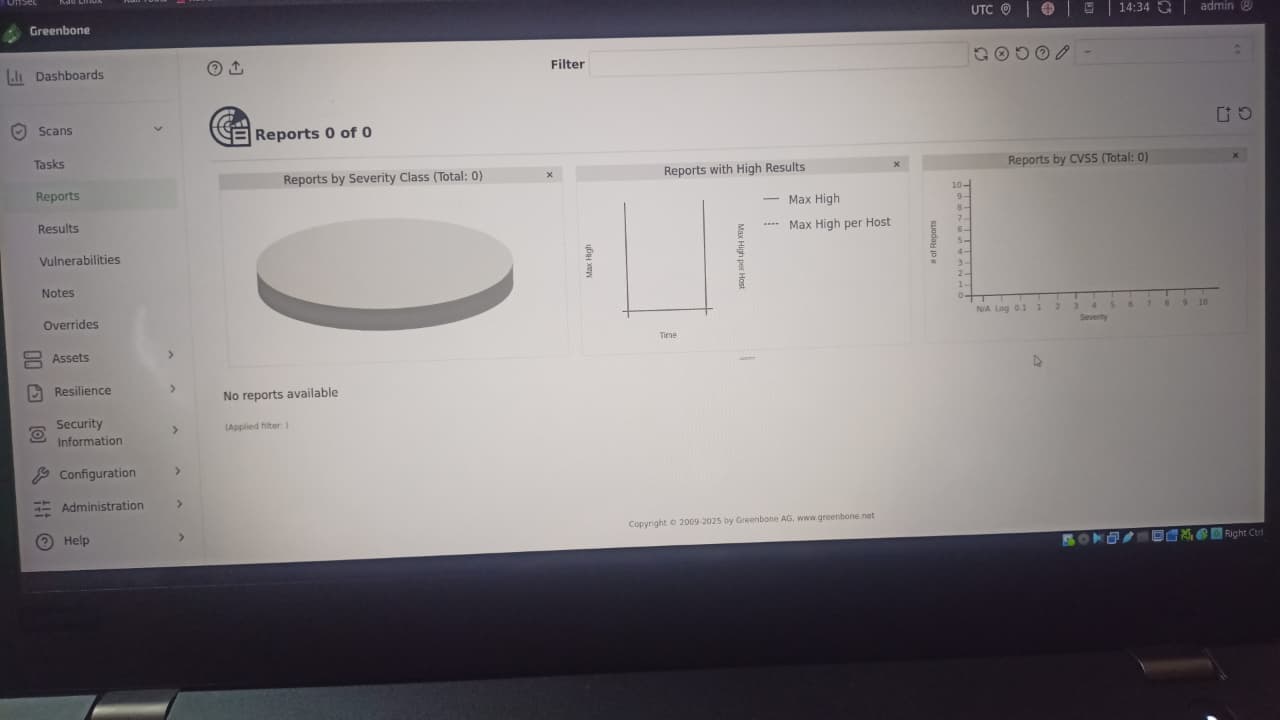 Kali Linux
UTC
14:34
admin
Greenbone
Dashboards
Filter
–
Scans
Reports 0 of 0
Tasks
Reports
Results
Vulnerabilities
Notes
Overrides
Assets
Resilience
Security
Information
Configuration
Administration
Help
Reports by Severity Class (Total: 0)
×
Reports with High Results
×
Max High
Max High per Host
Time
Max High
Max High per Host
Reports by CVSS (Total: 0)
×
# of Reports
10
9
8
7
6
5
4
3
2
1
0
N/A Log 0.1 1 2 3 4 5 6 7 8 9 10
Severity
No reports available
(Applied filter: )
Copyright © 2009-2025 by Greenbone AG, www.greenbone.net
Right Ctrl